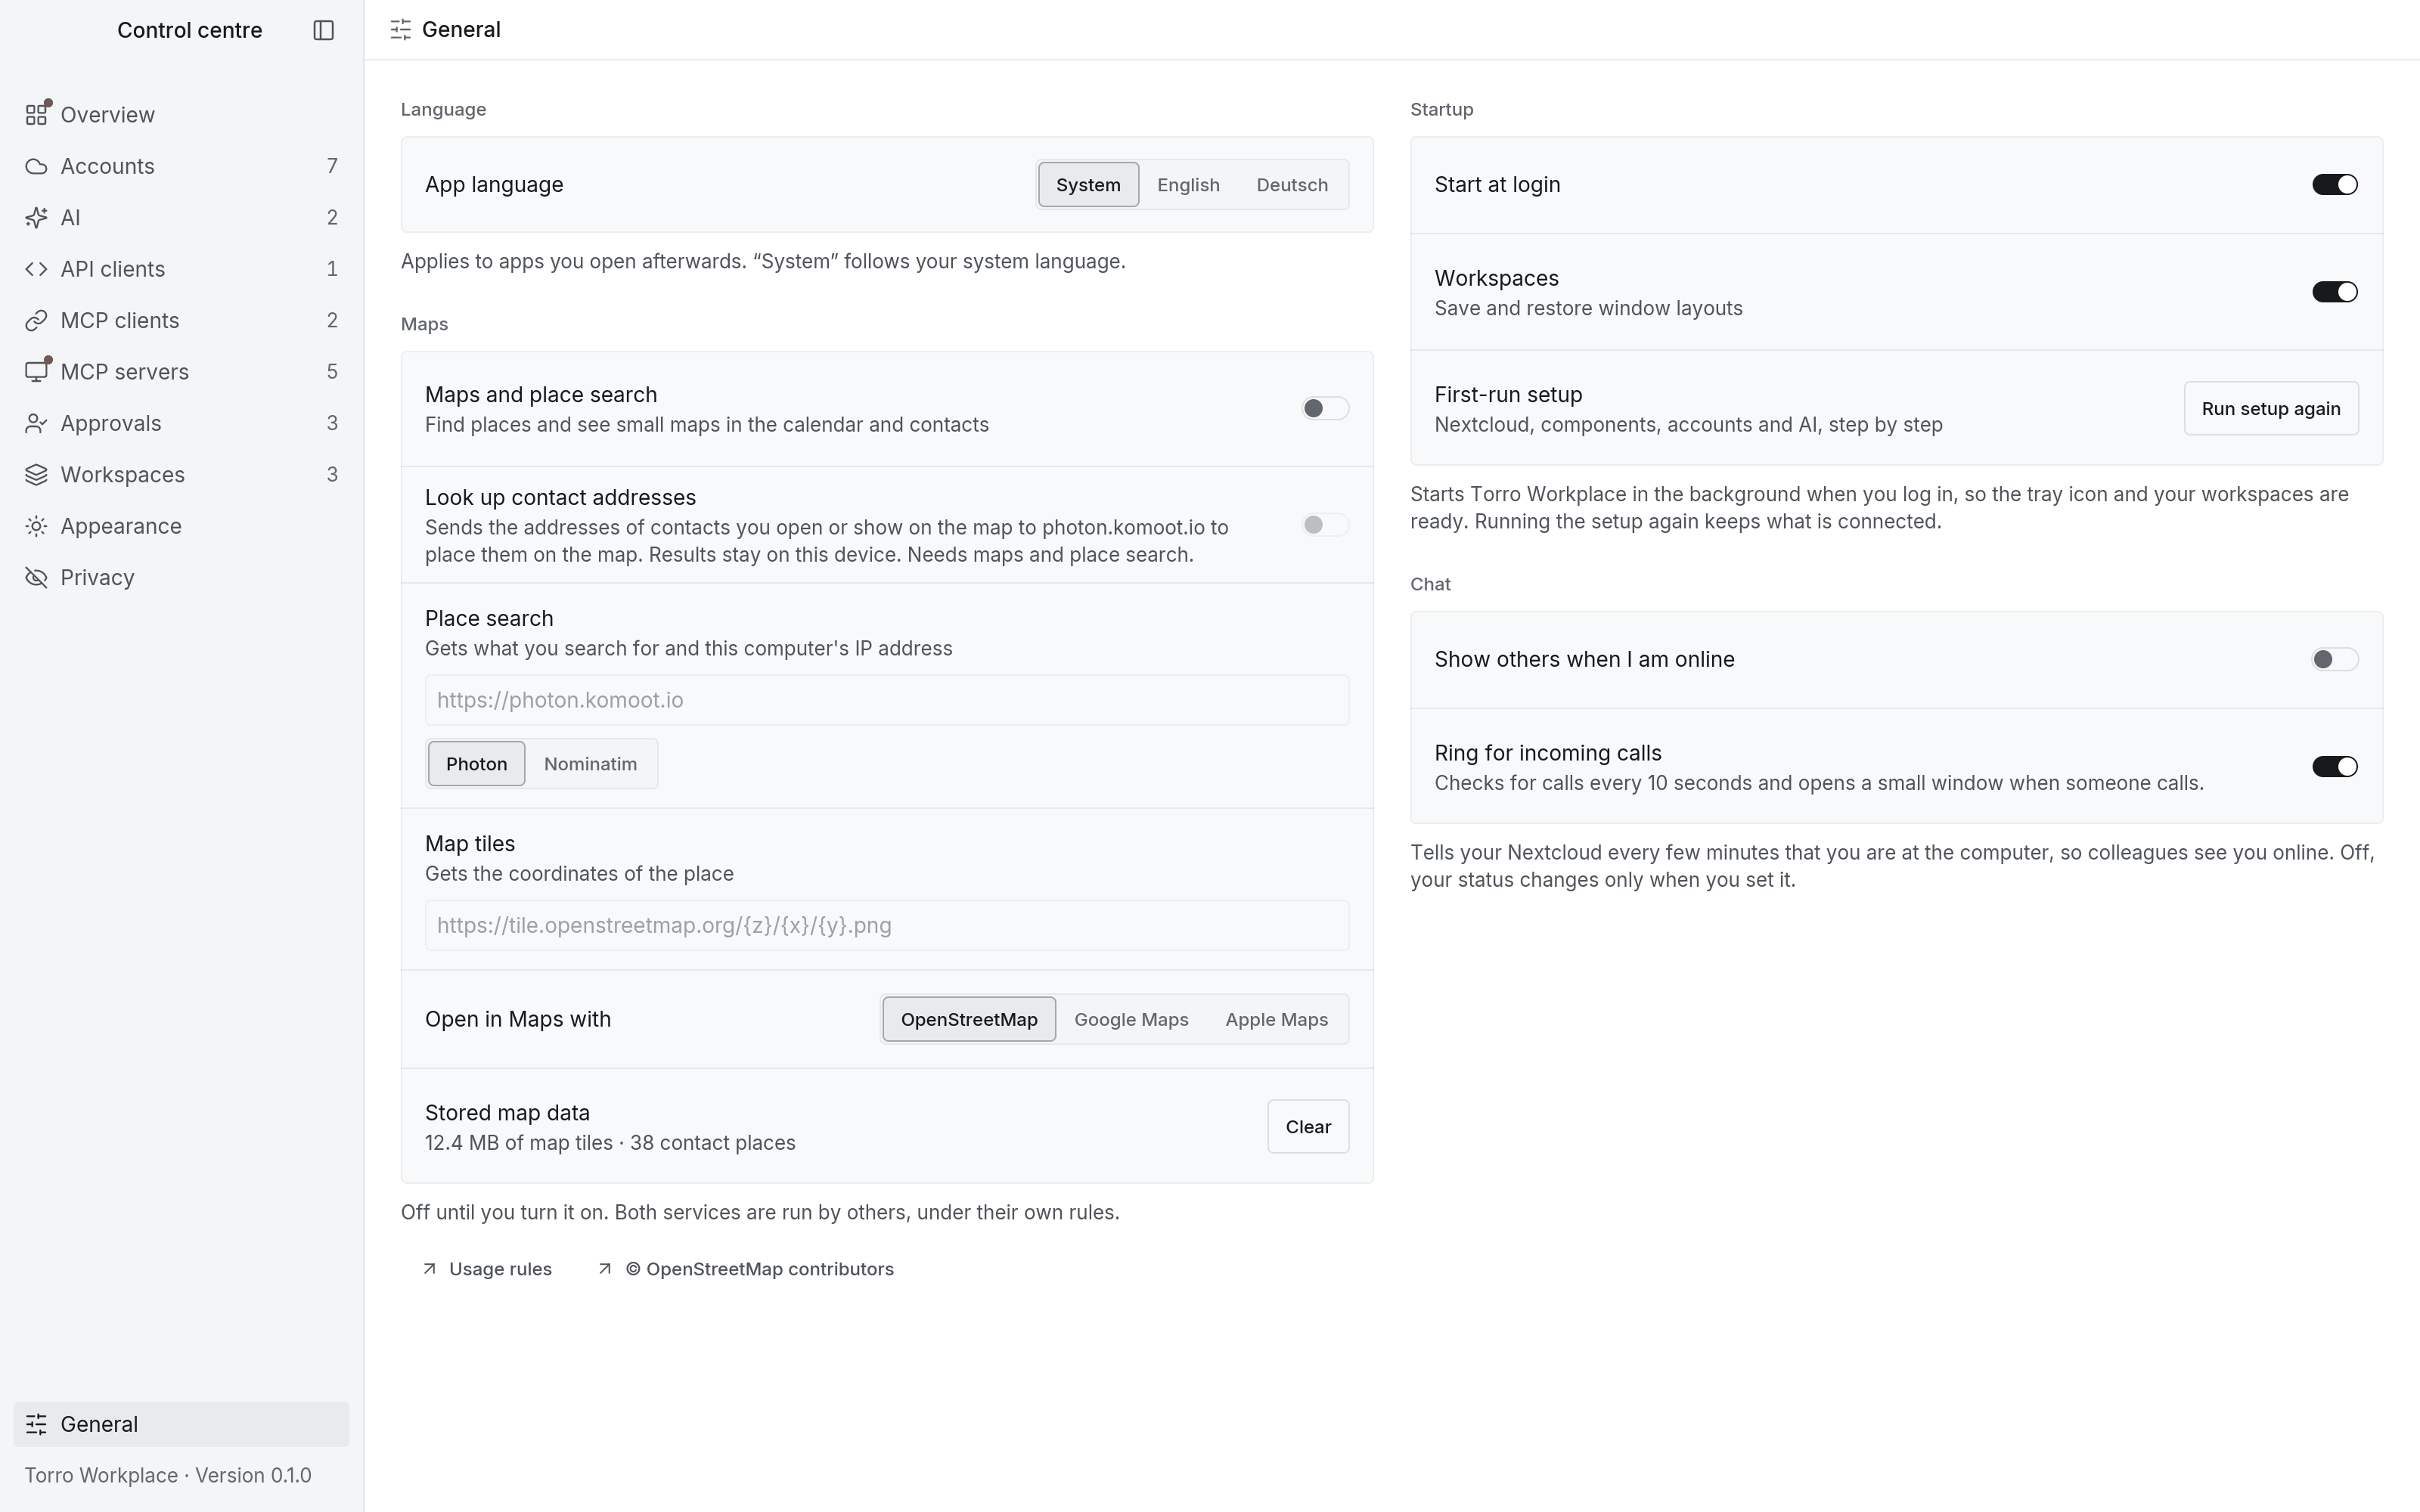 Control centre
Overview
Accounts 7
AI 2
API clients 1
MCP clients 2
MCP servers 5
Approvals 3
Workspaces 3
Appearance
Privacy
General
Torro Workplace · Version 0.1.0
General
Language
App language
System English Deutsch
Applies to apps you open afterwards. “System” follows your system language.
Maps
Maps and place search
Find places and see small maps in the calendar and contacts
Look up contact addresses
Sends the addresses of contacts you open or show on the map to photon.komoot.io to
place them on the map. Results stay on this device. Needs maps and place search.
Place search
Gets what you search for and this computer's IP address
https://photon.komoot.io
Photon Nominatim
Map tiles
Gets the coordinates of the place
https://tile.openstreetmap.org/{z}/{x}/{y}.png
Open in Maps with
OpenStreetMap Google Maps Apple Maps
Stored map data
12.4 MB of map tiles · 38 contact places
Clear
Off until you turn it on. Both services are run by others, under their own rules.
Usage rules © OpenStreetMap contributors
Startup
Start at login
Workspaces
Save and restore window layouts
First-run setup
Nextcloud, components, accounts and AI, step by step
Run setup again
Starts Torro Workplace in the background when you log in, so the tray icon and your workspaces are
ready. Running the setup again keeps what is connected.
Chat
Show others when I am online
Ring for incoming calls
Checks for calls every 10 seconds and opens a small window when someone calls.
Tells your Nextcloud every few minutes that you are at the computer, so colleagues see you online. Off,
your status changes only when you set it.